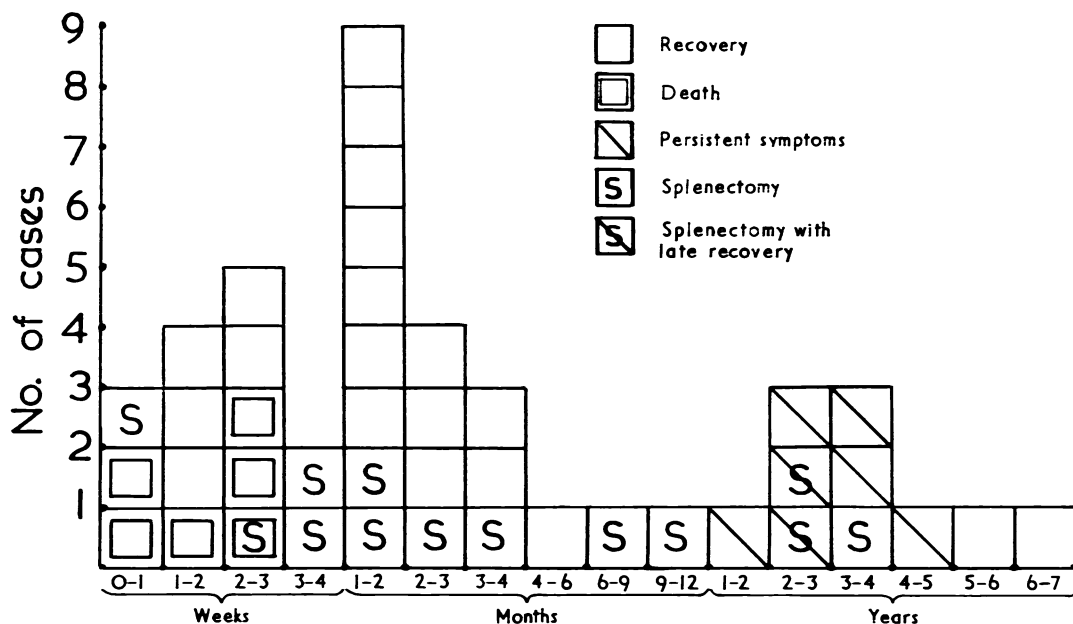 No. of cases
9
8
7
6
5
4
3
2
1
Recovery
Death
Persistent symptoms
S Splenectomy
S Splenectomy with
late recovery
S
S S S
S S S S S S S S S
0-1 1-2 2-3 3-4 1-2 2-3 3-4 4-6 6-9 9-12 1-2 2-3 3-4 4-5 5-6 6-7
Weeks Months Years